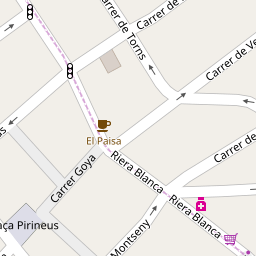 Carrer de Torns
Carrer de
Carrer de Ve
El Paisa
Carrer Goya
Riera Blanca
Carrer de
Riera Blanca
aça Pirineus
Montseny